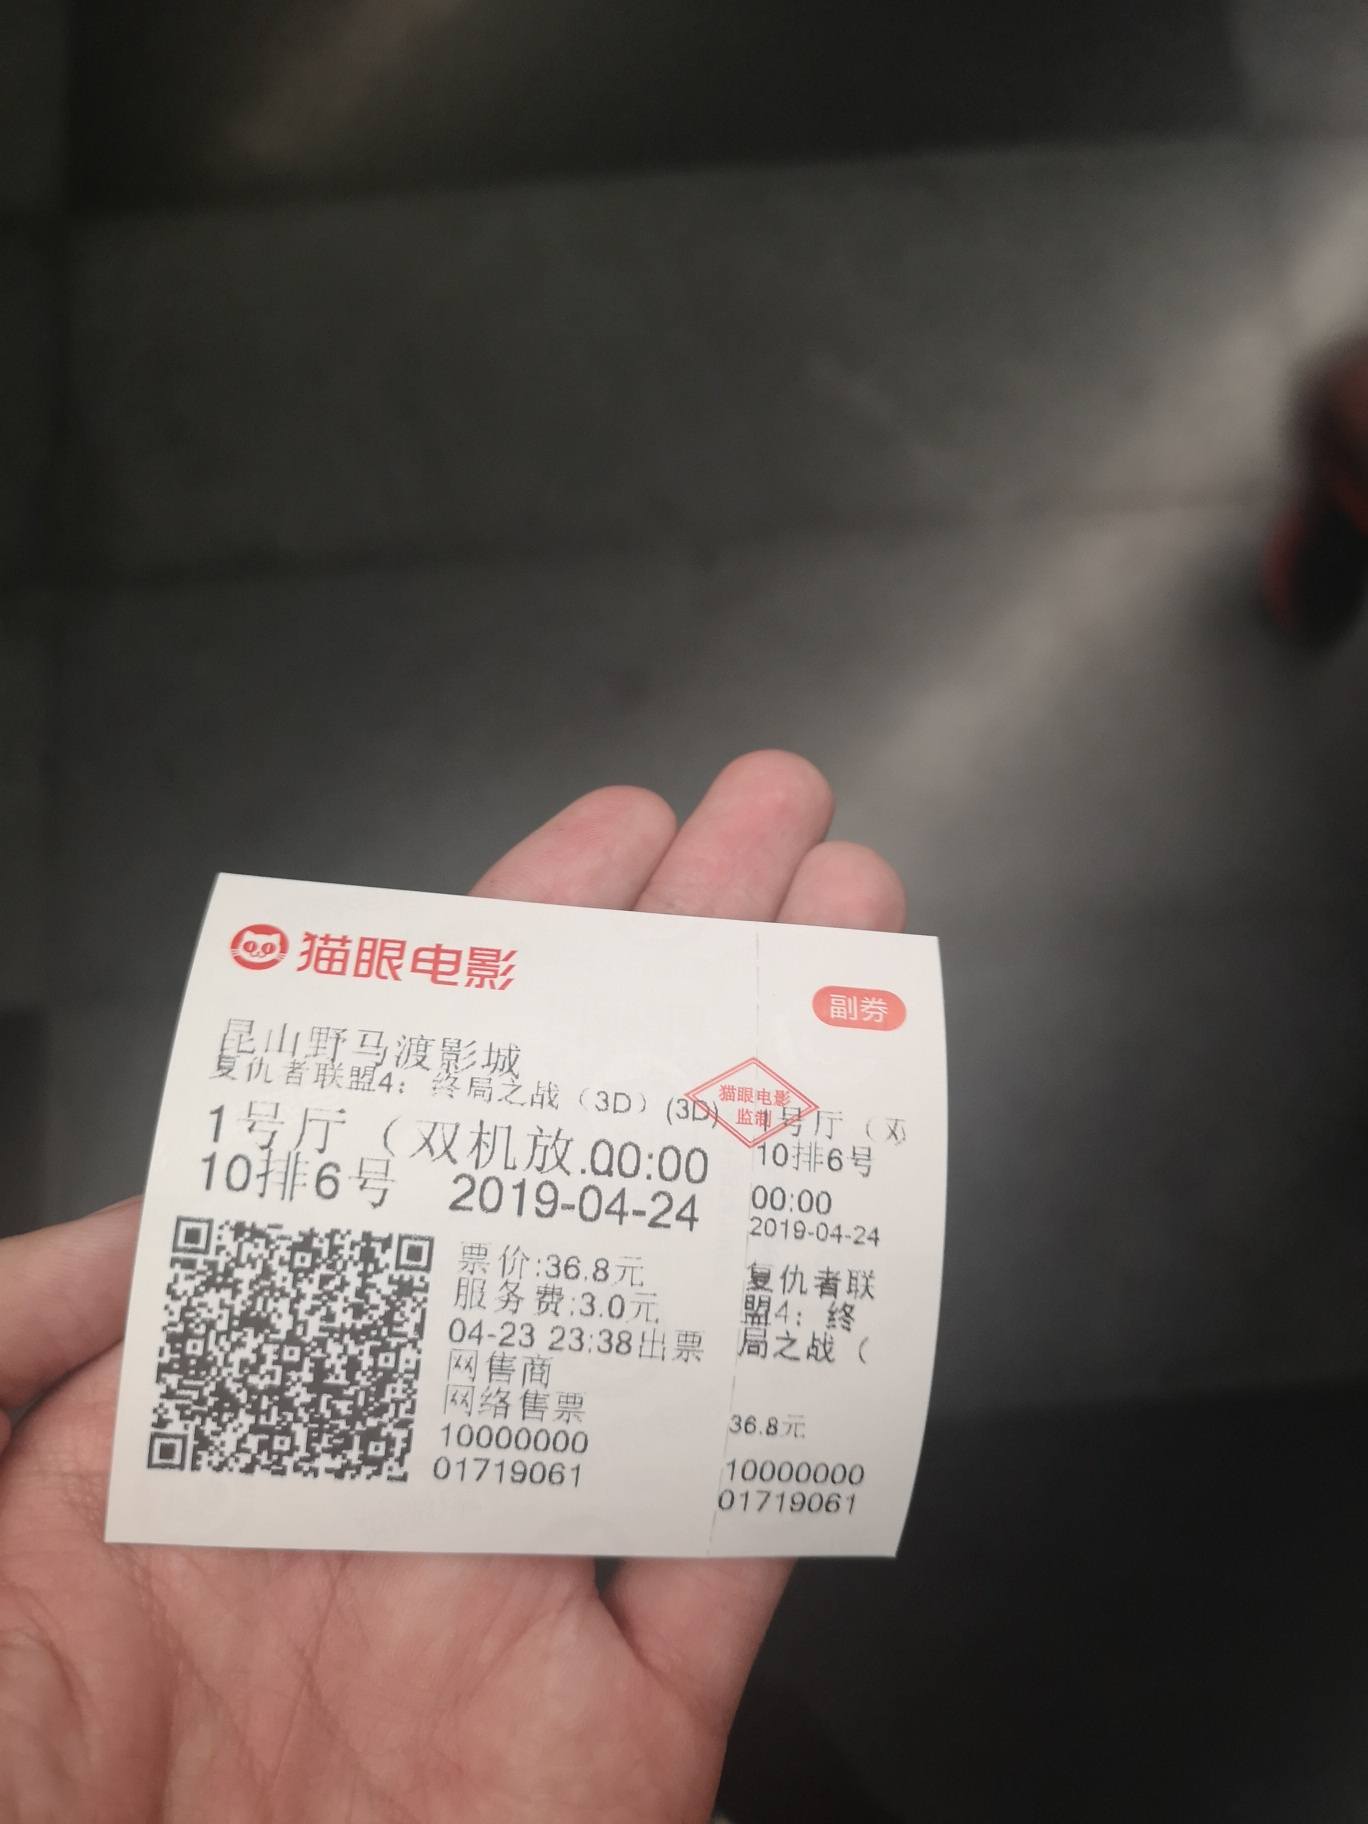 猫眼电影
昆山野马渡影城
复仇者联盟4：终局之战（3D）(3D)
1号厅（双机放.00:00
10排6号 2019-04-24
票价:36.8元
服务费:3.0元
04-23 23:38出票
网售商
网络售票
10000000
01719061
猫眼电影
监制
副券
1号厅（双
10排6号
00:00
2019-04-24
复仇者联
盟4：终
局之战（
36.8元
10000000
01719061